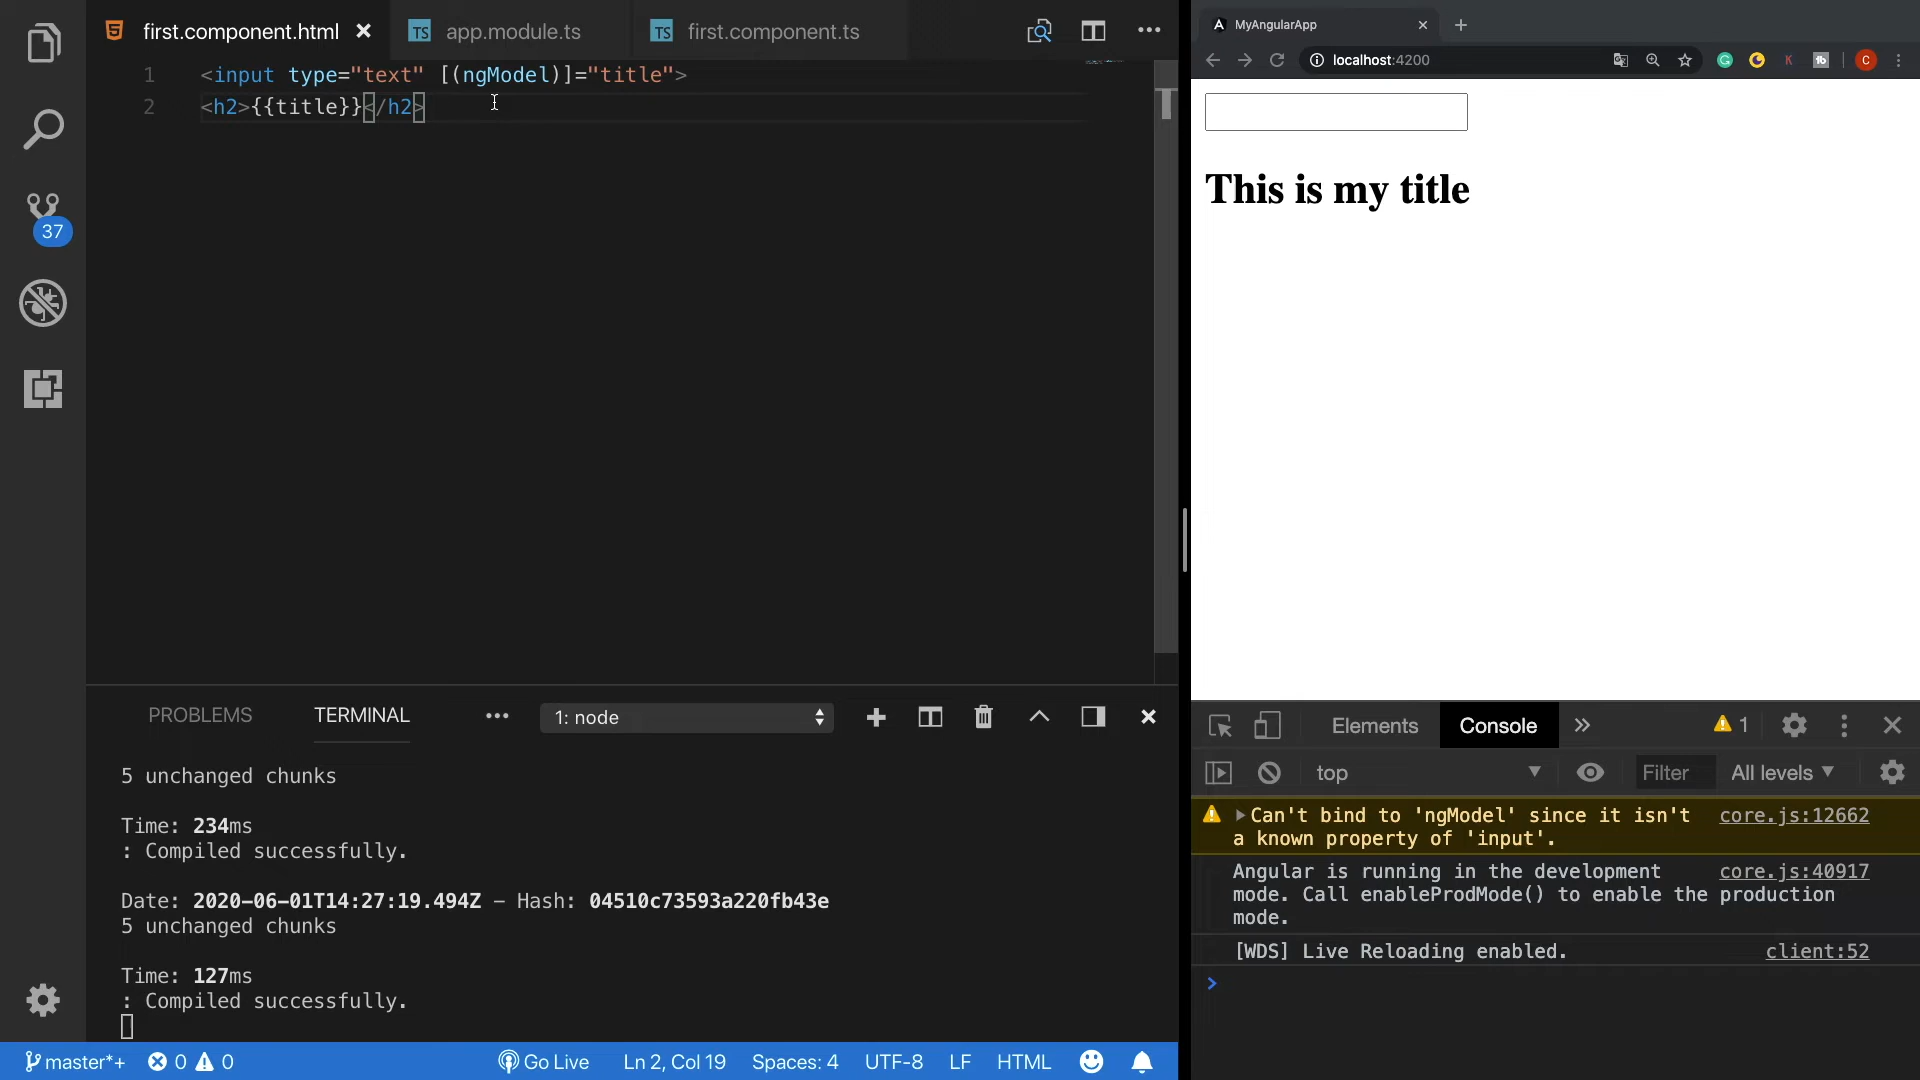 first.component.html
TS app.module.ts
TS first.component.ts
1 <input type="text" [(ngModel)]="title">
2 <h2>{{title}}</h2>
37
PROBLEMS
TERMINAL
1: node
5 unchanged chunks
Time: 234ms
: Compiled successfully.
Date: 2020-06-01T14:27:19.494Z - Hash: 04510c73593a220fb43e
5 unchanged chunks
Time: 127ms
: Compiled successfully.
master*+
0
0
Go Live
Ln 2, Col 19
Spaces: 4
UTF-8
LF
HTML
MyAngularApp
localhost:4200
C
This is my title
Elements
Console
1
top
Filter
All levels
Can't bind to 'ngModel' since it isn't core.js:12662
a known property of 'input'.
Angular is running in the development core.js:40917
mode. Call enableProdMode() to enable the production
mode.
[WDS] Live Reloading enabled. client:52